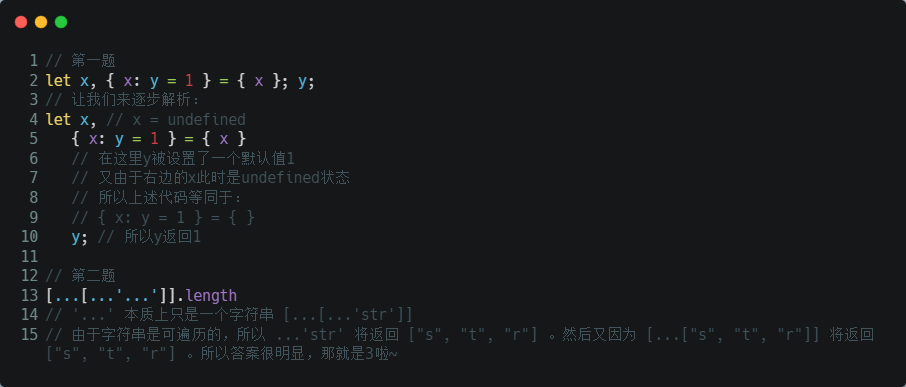 1 // 第一题
2 let x, { x: y = 1 } = { x }; y;
3 // 让我们来逐步解析:
4 let x, // x = undefined
5 { x: y = 1 } = { x }
6 // 在这里y被设置了一个默认值1
7 // 又由于右边的x此时是undefined状态
8 // 所以上述代码等同于:
9 // { x: y = 1 } = { }
10 y; // 所以y返回1
11
12 // 第二题
13 [...[...'...']].length
14 // '...' 本质上只是一个字符串 [...[...'str']]
15 // 由于字符串是可遍历的，所以 ...'str' 将返回 ["s", "t", "r"] 。然后又因为 [...["s", "t", "r"]] 将返回
["s", "t", "r"] 。所以答案很明显，那就是3啦~